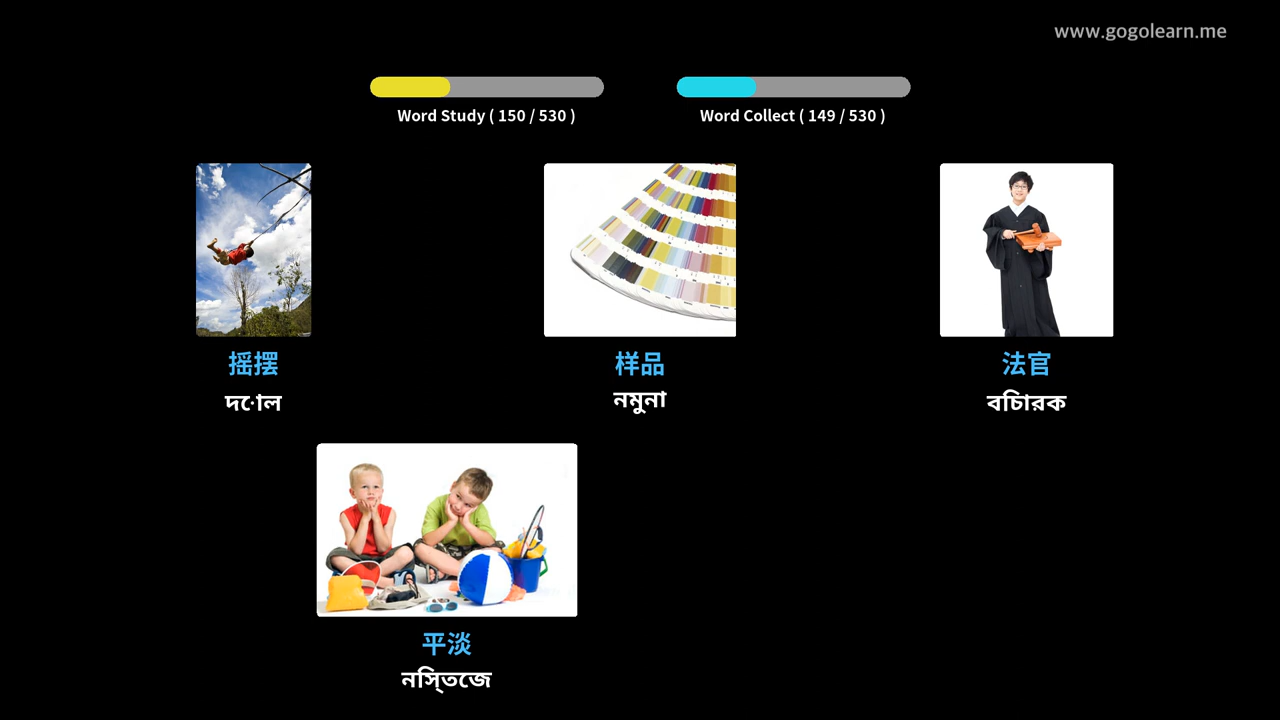 www.gogolearn.me
Word Study ( 150 / 530 )
Word Collect ( 149 / 530 )
摇摆
দোল
样品
নমুনা
法官
বিচারক
平淡
নিস্তেজ